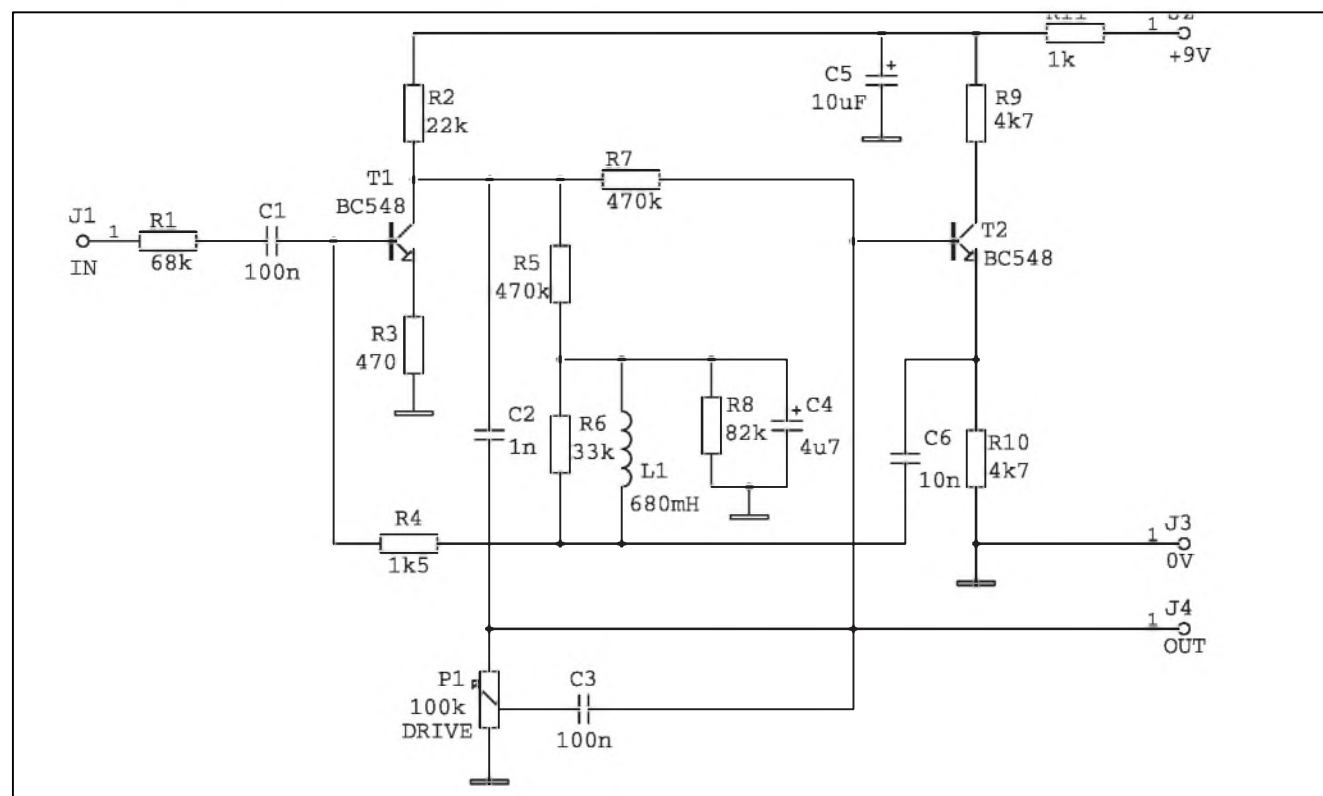 1
+9V
1k
C5
+
10uF
R2
22k
R9
4k7
R7
470k
T1
BC548
J1
1
IN
R1
68k
C1
100n
T2
BC548
R5
470k
R3
470
C2
1n
R6
33k
L1
680mH
R8
82k
C4
+
4u7
C6
10n
R10
4k7
R4
1k5
J3
1
0V
J4
1
OUT
P1
100k
DRIVE
C3
100n